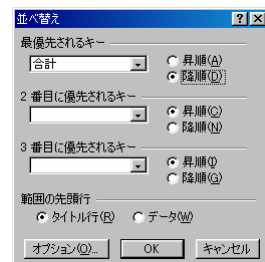 並べ替え
最優先されるキー
合計
昇順(A)
降順(D)
2 番目に優先されるキー
昇順(C)
降順(N)
3 番目に優先されるキー
昇順(I)
降順(G)
範囲の先頭行
タイトル行(R) データ(W)
オプション(O)... OK キャンセル